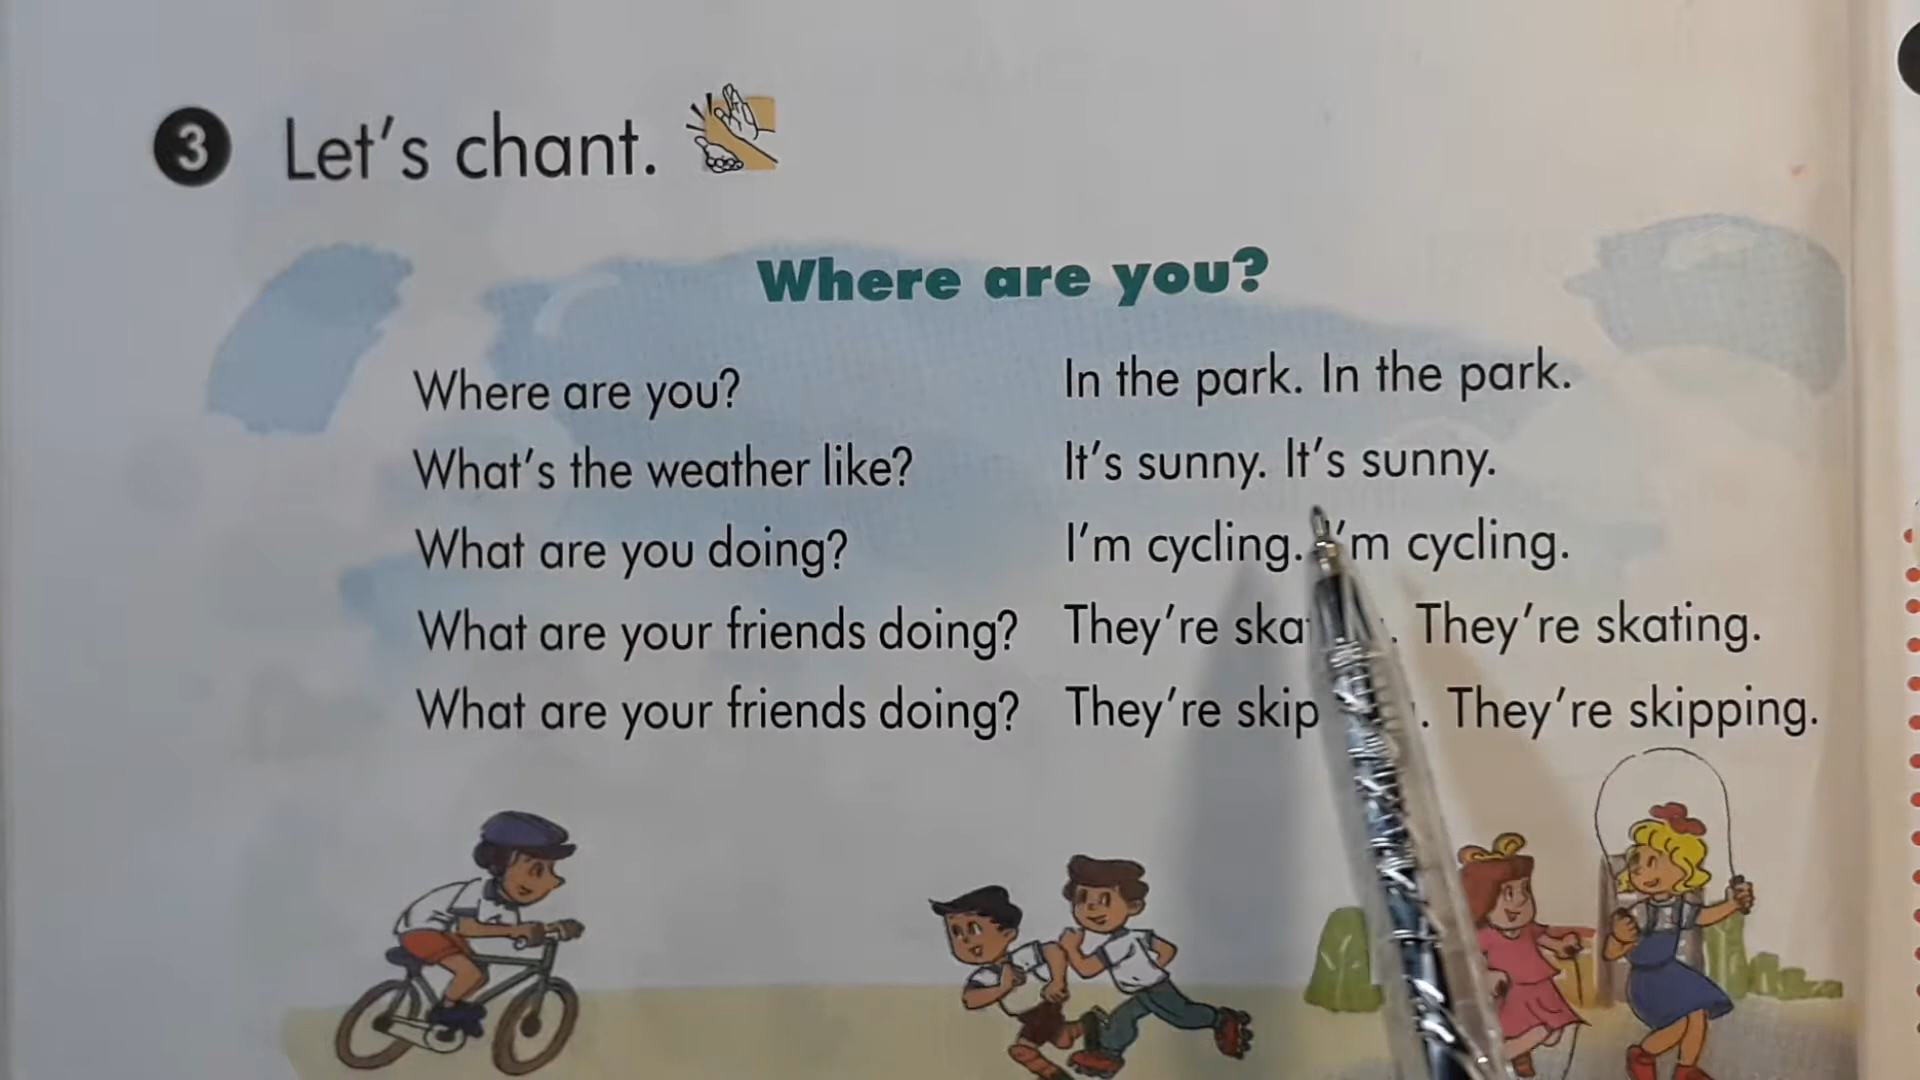 3 Let's chant.
Where are you?
Where are you? In the park. In the park.
What's the weather like? It's sunny. It's sunny.
What are you doing? I'm cycling. I'm cycling.
What are your friends doing? They're skating. They're skating.
What are your friends doing? They're skipping. They're skipping.